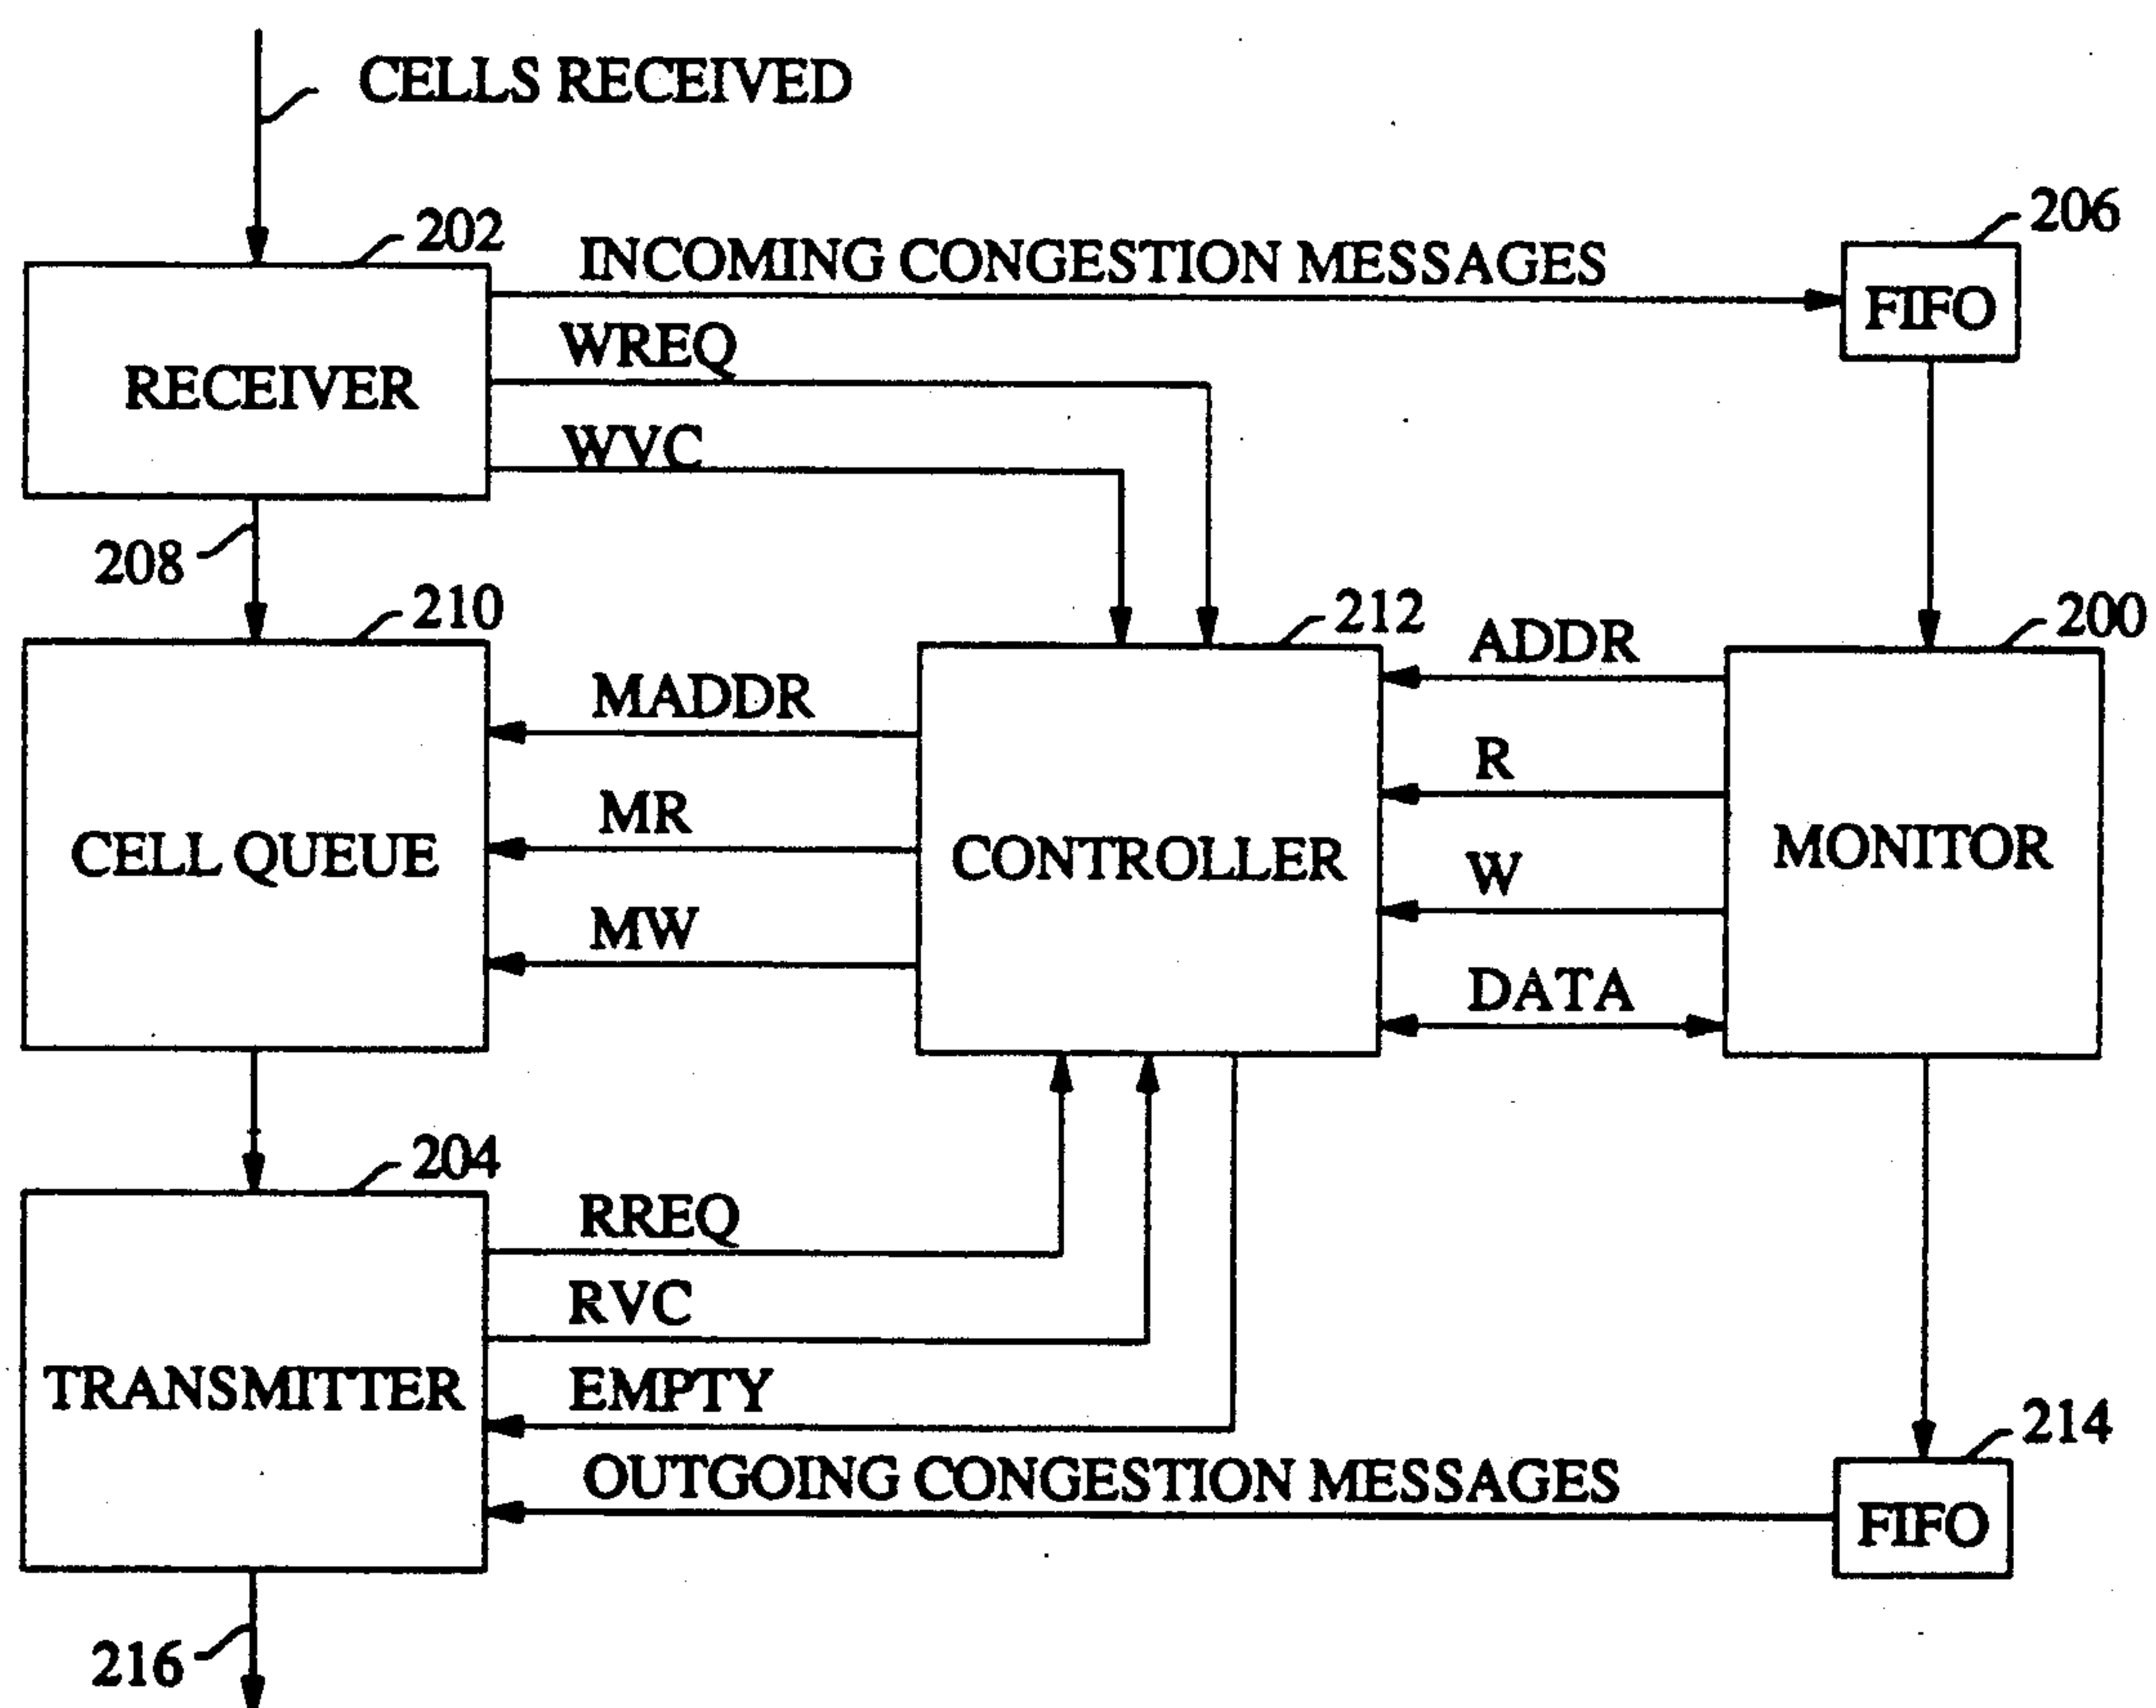 CELLS RECEIVED
202
INCOMING CONGESTION MESSAGES
206
FIFO
WREQ
RECEIVER
WVC
208
210
212
ADDR
200
MADDR
R
MR
CELL QUEUE
CONTROLLER
W
MONITOR
MW
DATA
204
RREQ
RVC
TRANSMITTER
EMPTY
214
OUTGOING CONGESTION MESSAGES
FIFO
216